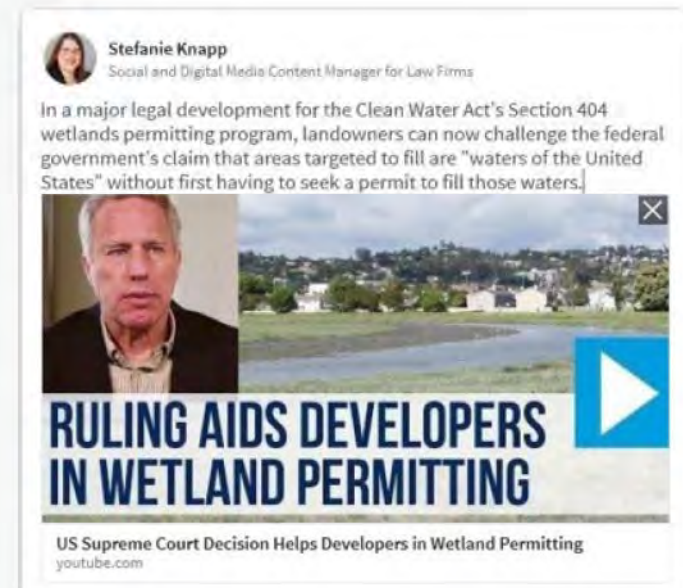 Stefanie Knapp
Social and Digital Media Content Manager for Law Firms
In a major legal development for the Clean Water Act's Section 404
wetlands permitting program, landowners can now challenge the federal
government's claim that areas targeted to fill are "waters of the United
States" without first having to seek a permit to fill those waters.
RULING AIDS DEVELOPERS
IN WETLAND PERMITTING
US Supreme Court Decision Helps Developers in Wetland Permitting
youtube.com